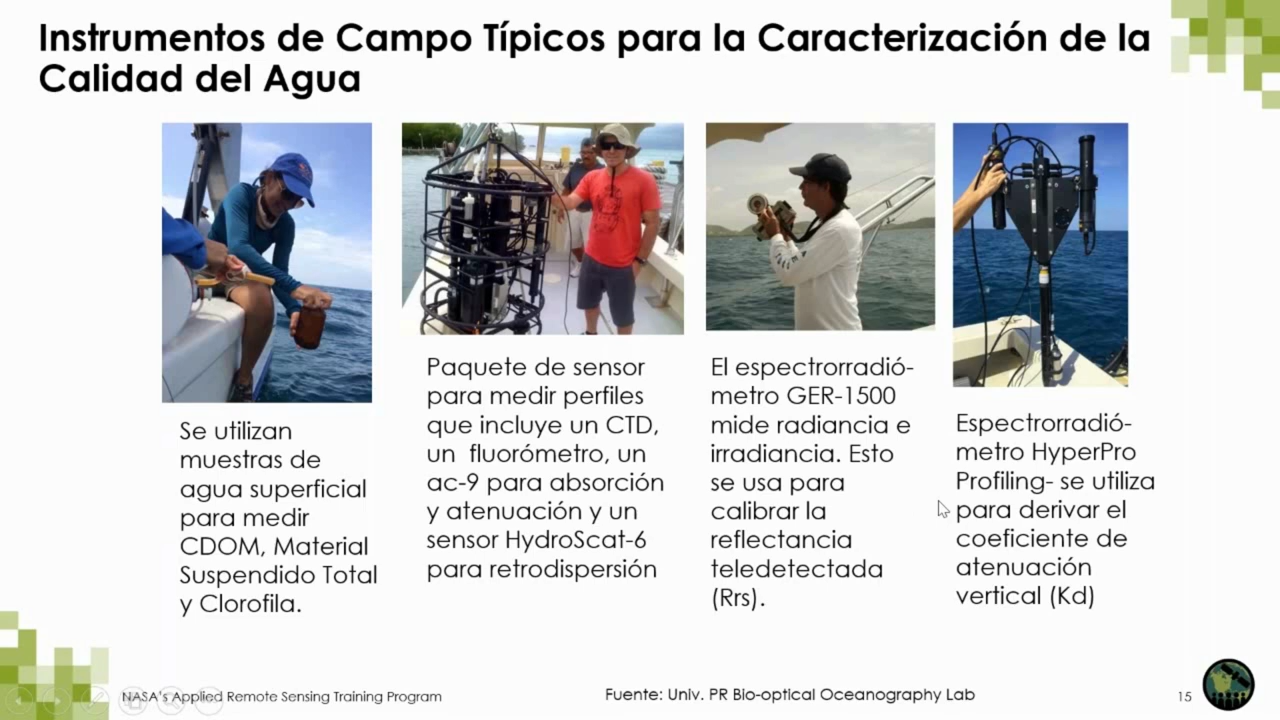 Instrumentos de Campo Típicos para la Caracterización de la
Calidad del Agua
Se utilizan
muestras de
agua superficial
para medir
CDOM, Material
Suspendido Total
y Clorofila.
Paquete de sensor
para medir perfiles
que incluye un CTD,
un fluorómetro, un
ac-9 para absorción
y atenuación y un
sensor HydroScat-6
para retrodispersión
El espectrorradió-
metro GER-1500
mide radiancia e
irradiancia. Esto
se usa para
calibrar la
reflectancia
teledetectada
(Rrs).
Espectrorradió-
metro HyperPro
Profiling- se utiliza
para derivar el
coeficiente de
atenuación
vertical (Kd)
NASA's Applied Remote Sensing Training Program
Fuente: Univ. PR Bio-optical Oceanography Lab
15